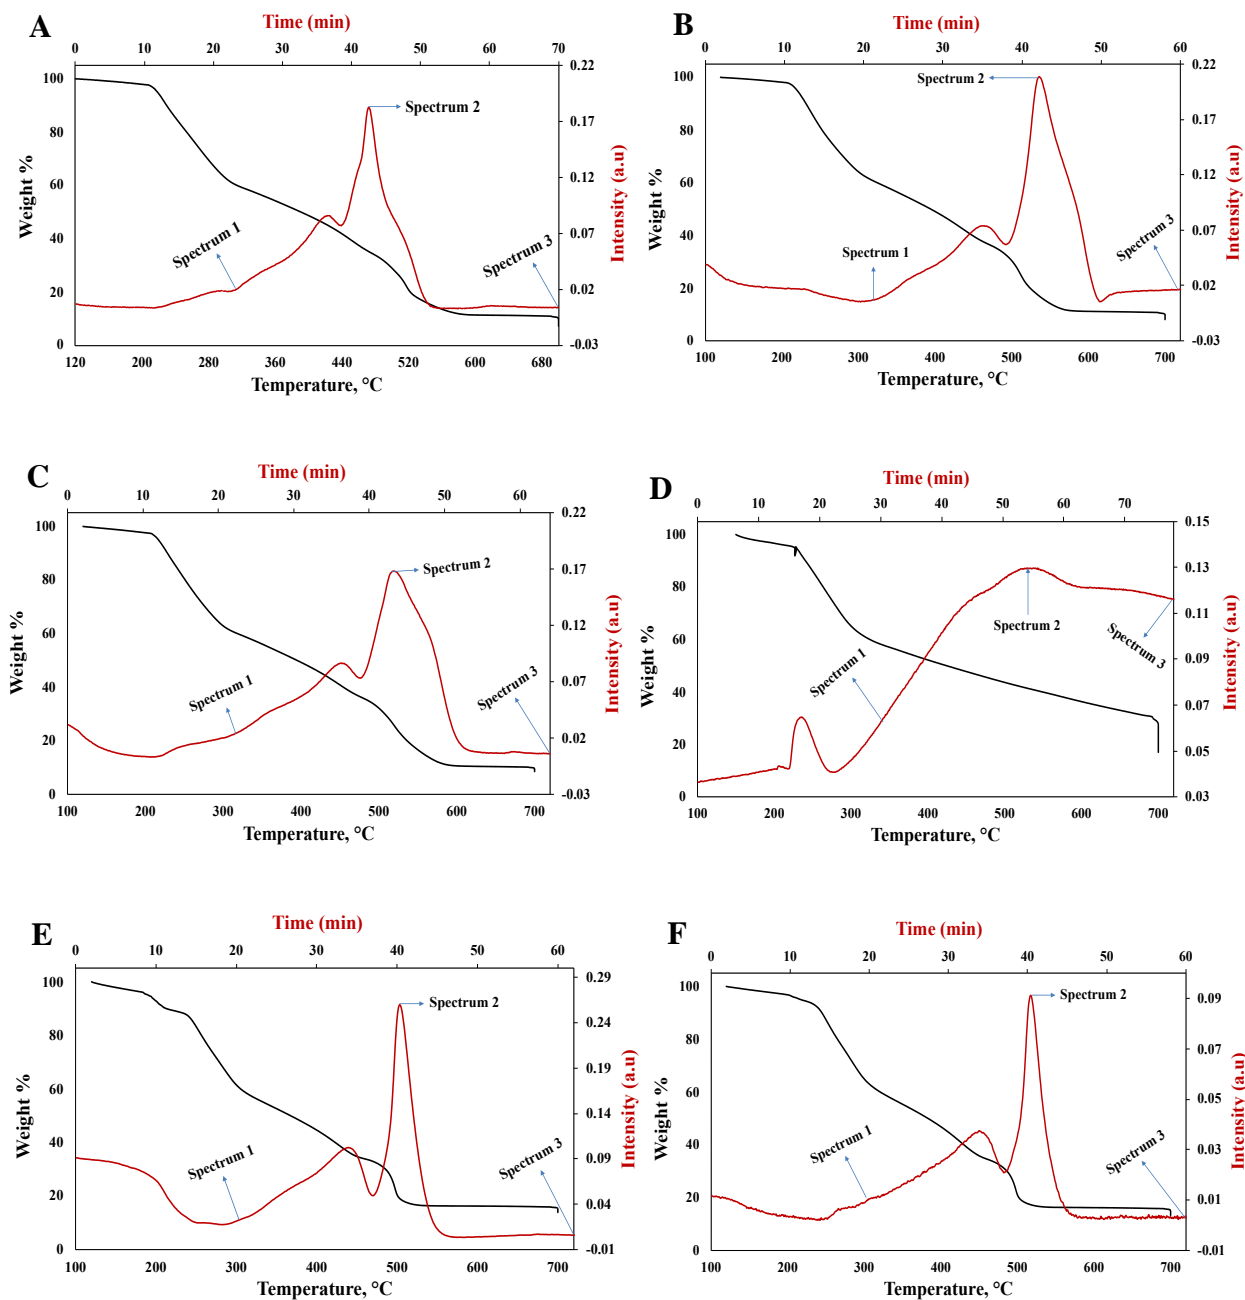 A
Time (min)
0 10 20 30 40 50 60 70
100
80
60
40
20
0
Weight %
0.22
0.17
0.12
0.07
0.02
-0.03
Intensity (a.u)
Spectrum 1
Spectrum 2
Spectrum 3
120 200 280 360 440 520 600 680
Temperature, °C
B
Time (min)
0 10 20 30 40 50 60
100
80
60
40
20
0
Weight %
0.22
0.17
0.12
0.07
0.02
-0.03
Intensity (a.u)
Spectrum 2
Spectrum 1
Spectrum 3
100 200 300 400 500 600 700
Temperature, °C
C
Time (min)
0 10 20 30 40 50 60
100
80
60
40
20
0
Weight %
0.22
0.17
0.12
0.07
0.02
-0.03
Intensity (a.u)
Spectrum 2
Spectrum 1
Spectrum 3
100 200 300 400 500 600 700
Temperature, °C
D
Time (min)
0 10 20 30 40 50 60 70
100
80
60
40
20
0
Weight %
0.15
0.13
0.11
0.09
0.07
0.05
0.03
Intensity (a.u)
Spectrum 1
Spectrum 2
Spectrum 3
100 200 300 400 500 600 700
Temperature, °C
E
Time (min)
0 10 20 30 40 50 60
100
80
60
40
20
0
Weight %
0.29
0.24
0.19
0.14
0.09
0.04
-0.01
Intensity (a.u)
Spectrum 2
Spectrum 1
Spectrum 3
100 200 300 400 500 600 700
Temperature, °C
F
Time (min)
0 10 20 30 40 50 60
100
80
60
40
20
0
Weight %
0.09
0.07
0.05
0.03
0.01
-0.01
Intensity (a.u)
Spectrum 2
Spectrum 1
Spectrum 3
100 200 300 400 500 600 700
Temperature, °C